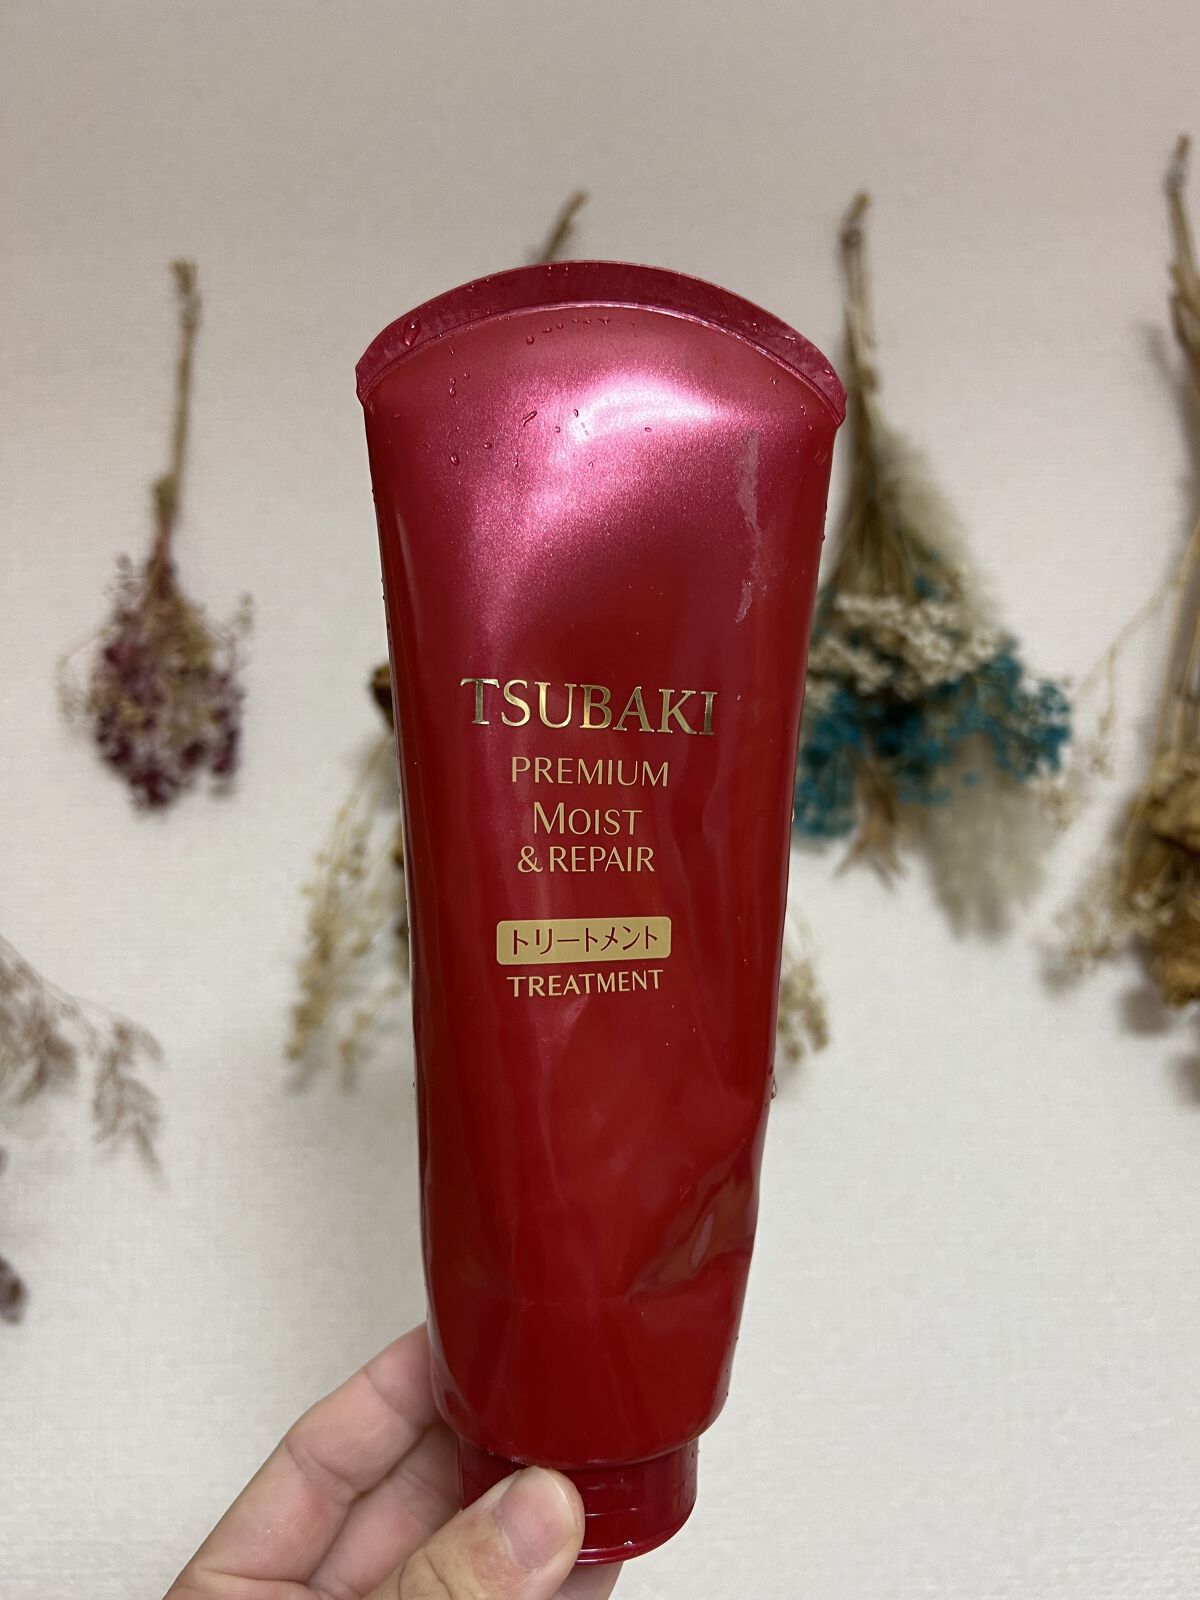 TSUBAKI
PREMIUM
MOIST
& REPAIR
トリートメント
TREATMENT